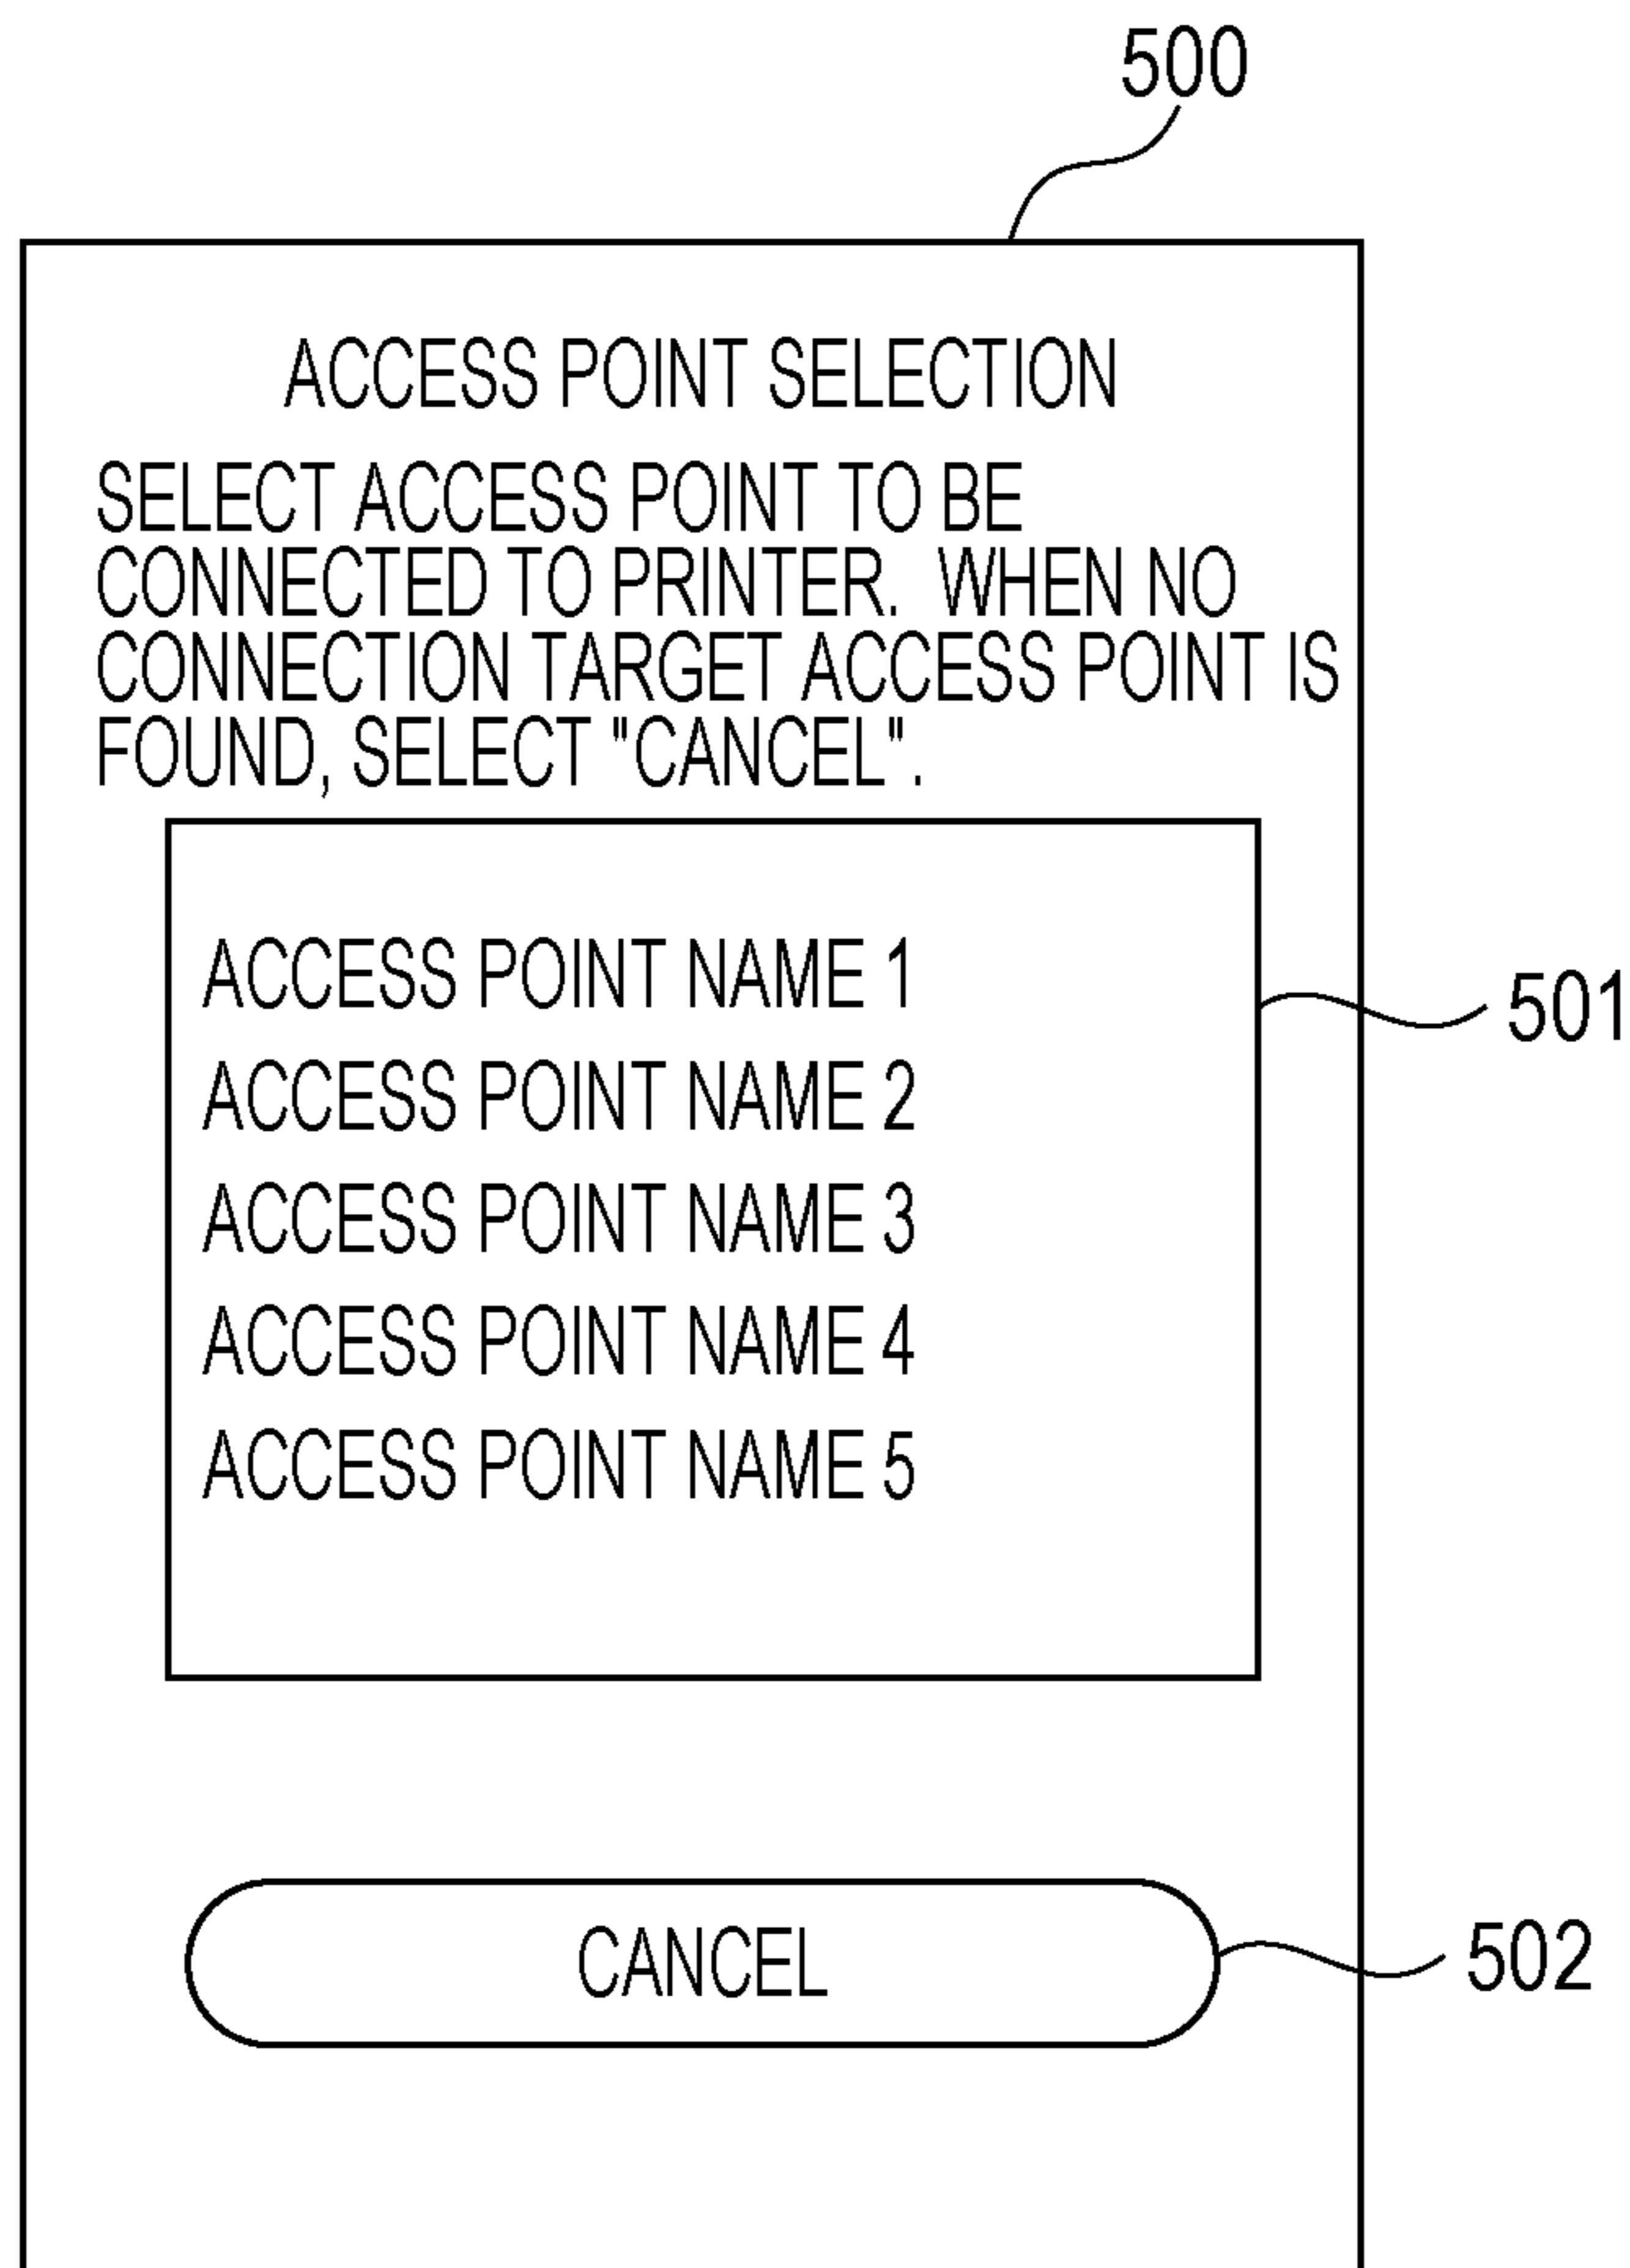 500
ACCESS POINT SELECTION
SELECT ACCESS POINT TO BE
CONNECTED TO PRINTER. WHEN NO
CONNECTION TARGET ACCESS POINT IS
FOUND, SELECT "CANCEL".
ACCESS POINT NAME 1
501
ACCESS POINT NAME 2
ACCESS POINT NAME 3
ACCESS POINT NAME 4
ACCESS POINT NAME 5
CANCEL
502